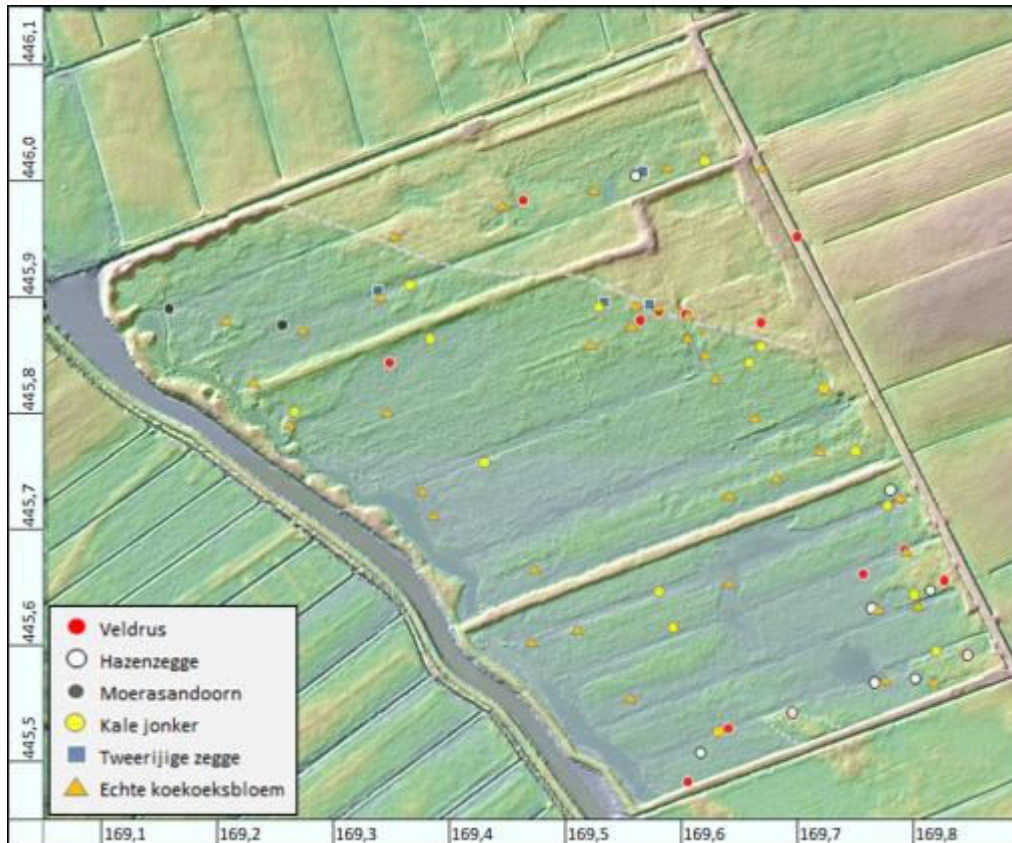 446,1
446,0
445,9
445,8
445,7
445,6
445,5
Veldrus
Hazenzegge
Moerasandoorn
Kale jonker
Tweerijige zegge
Echte koekoeksbloem
169,1
169,2
169,3
169,4
169,5
169,6
169,7
169,8